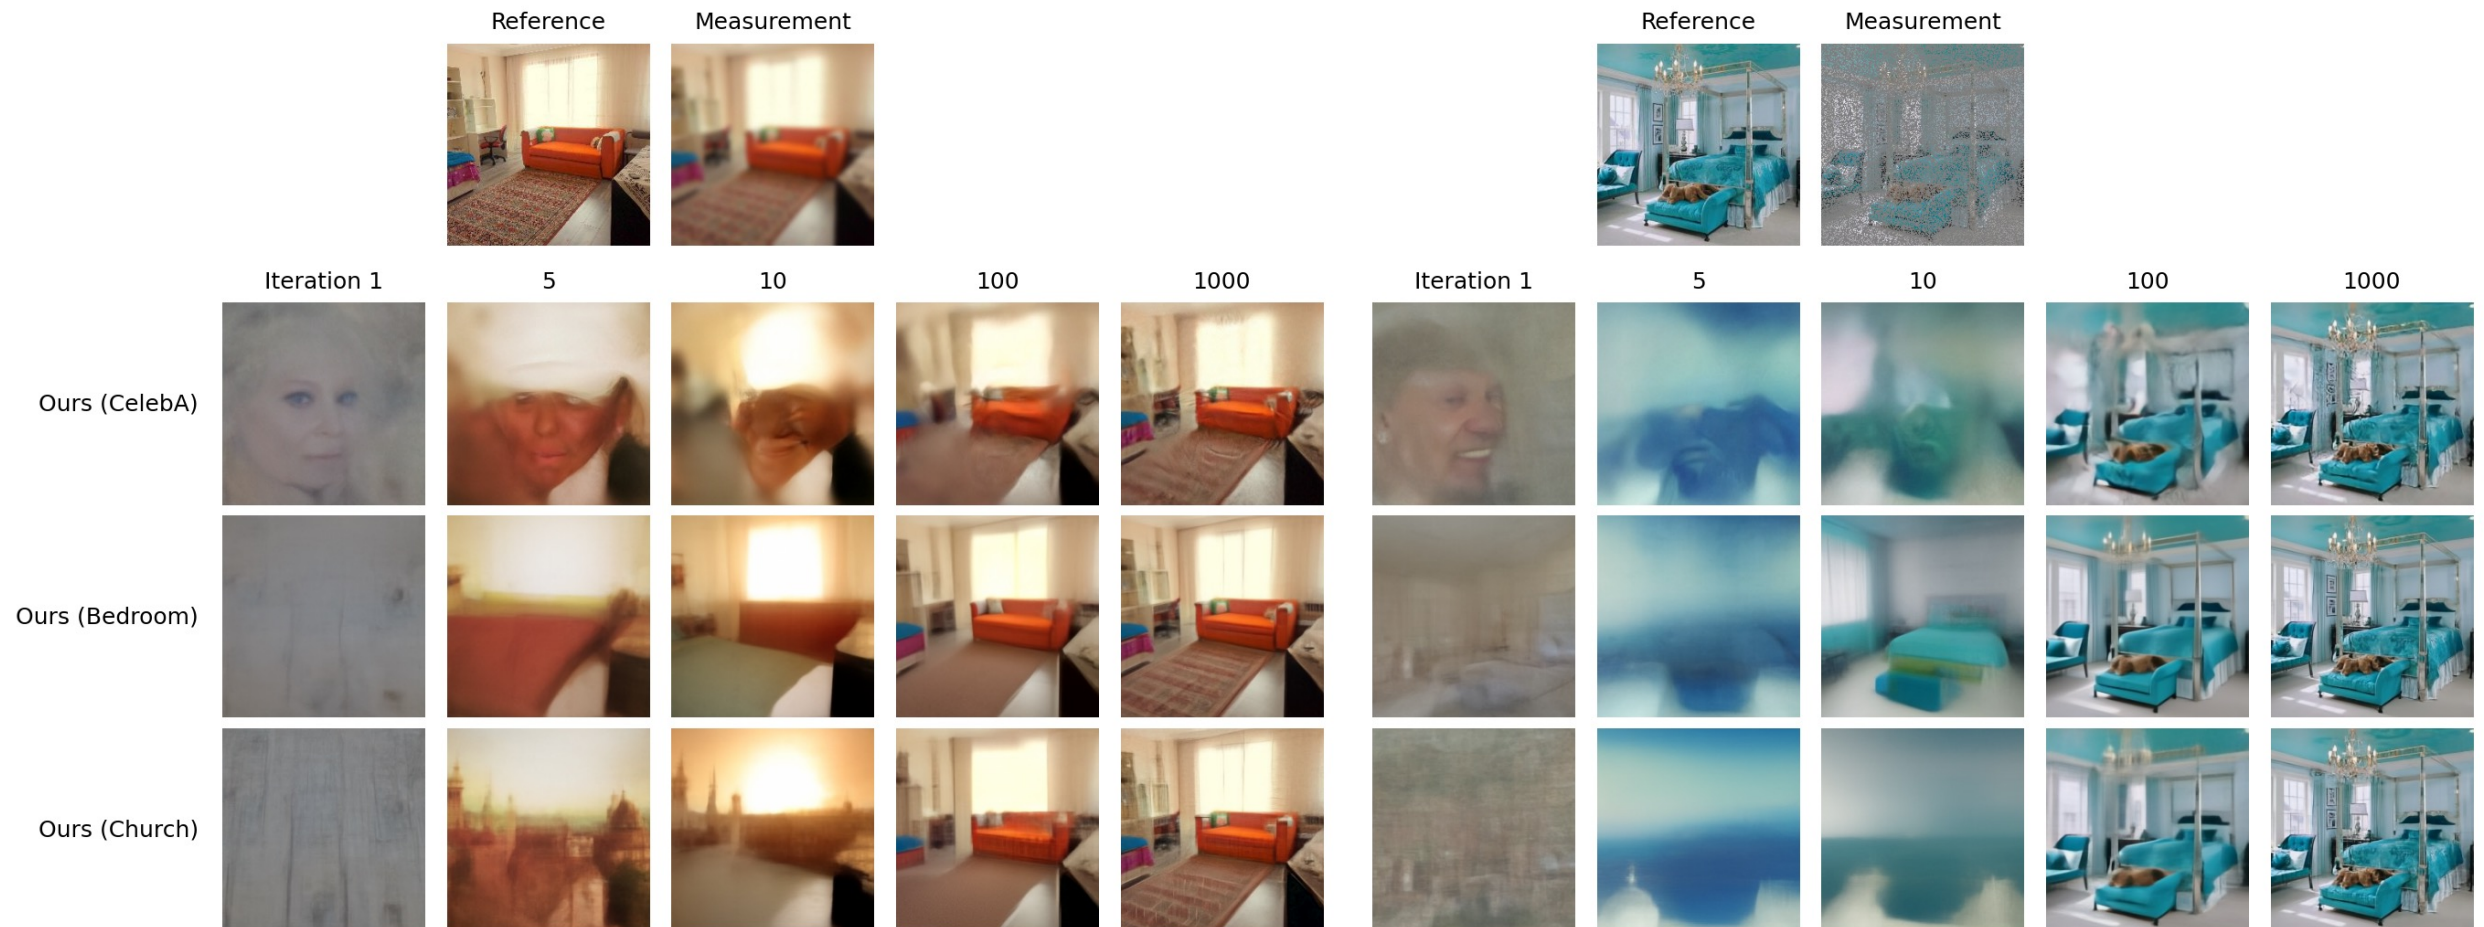 Reference Measurement Reference Measurement
Iteration 1 5 10 100 1000 Iteration 1 5 10 100 1000
Ours (CelebA)
Ours (Bedroom)
Ours (Church)